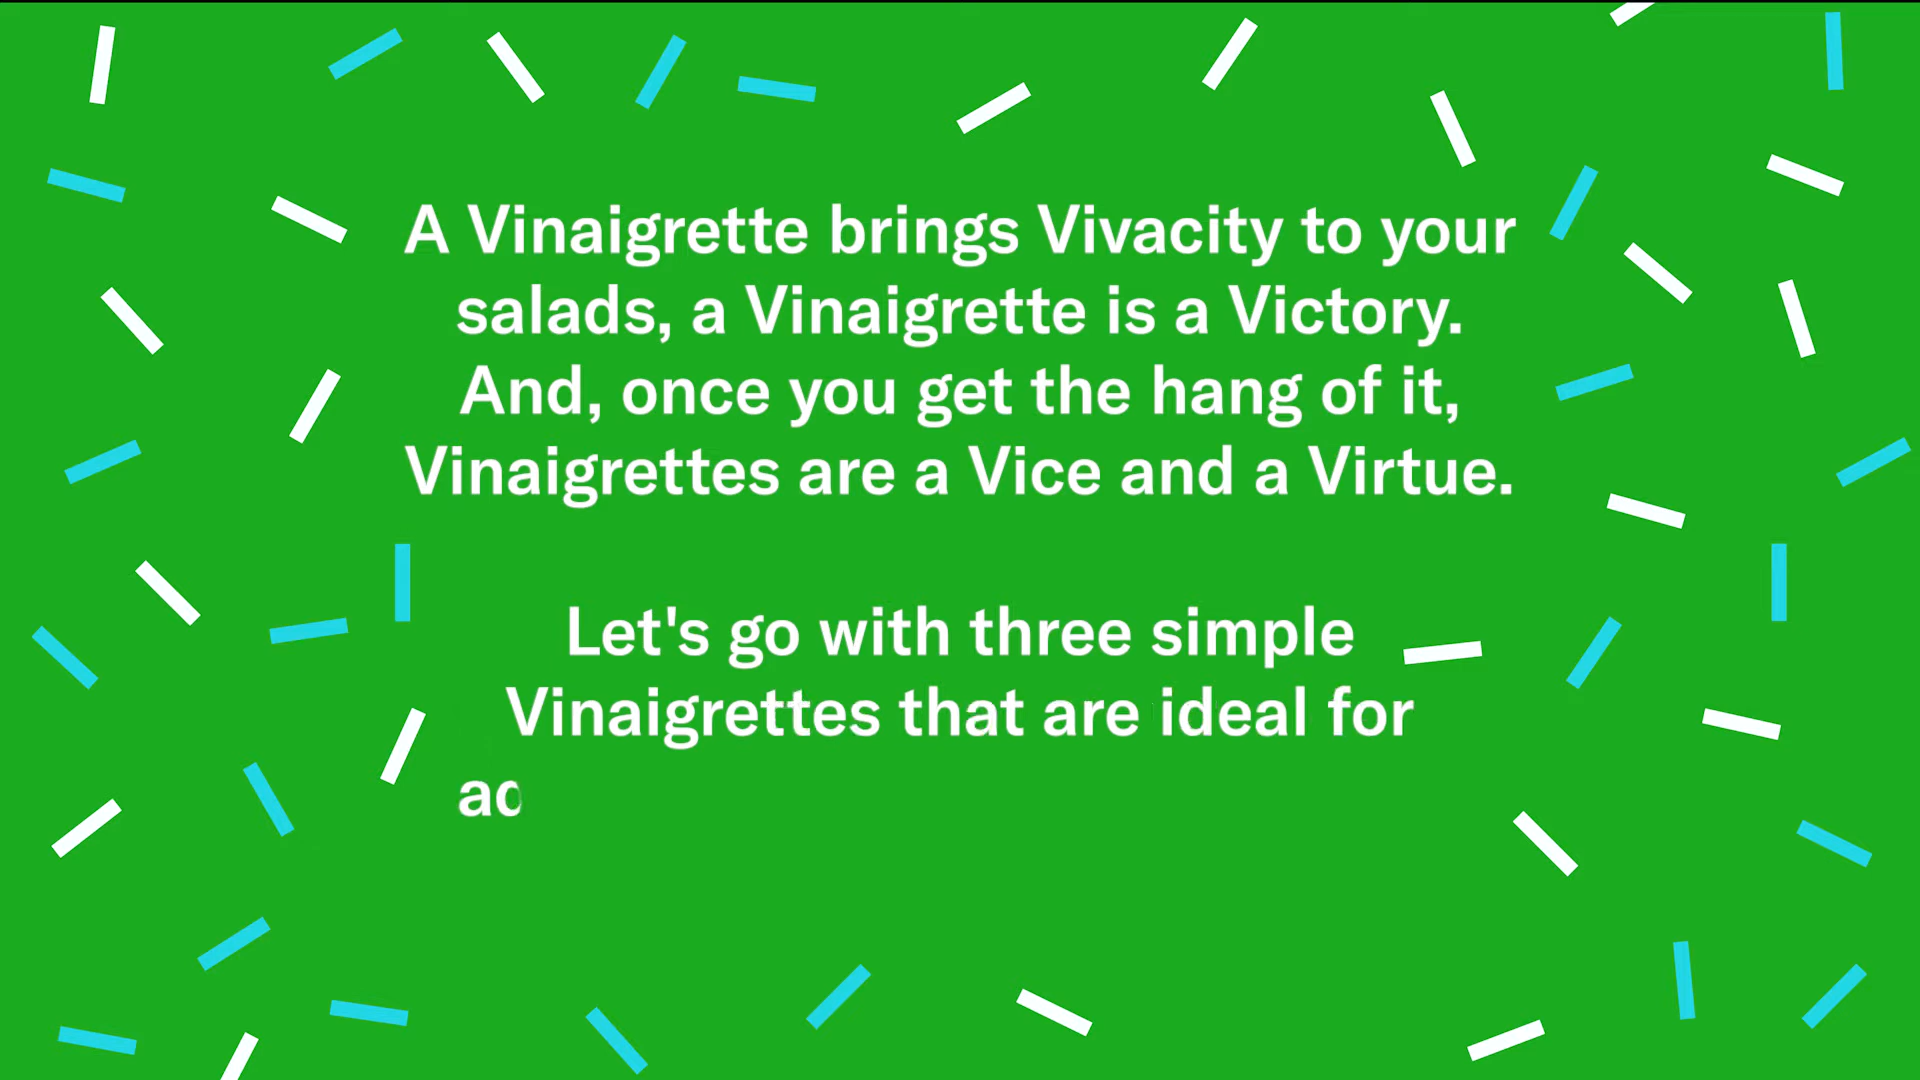 A Vinaigrette brings Vivacity to your
salads, a Vinaigrette is a Victory.
And, once you get the hang of it,
Vinaigrettes are a Vice and a Virtue.
Let's go with three simple
Vinaigrettes that are ideal for